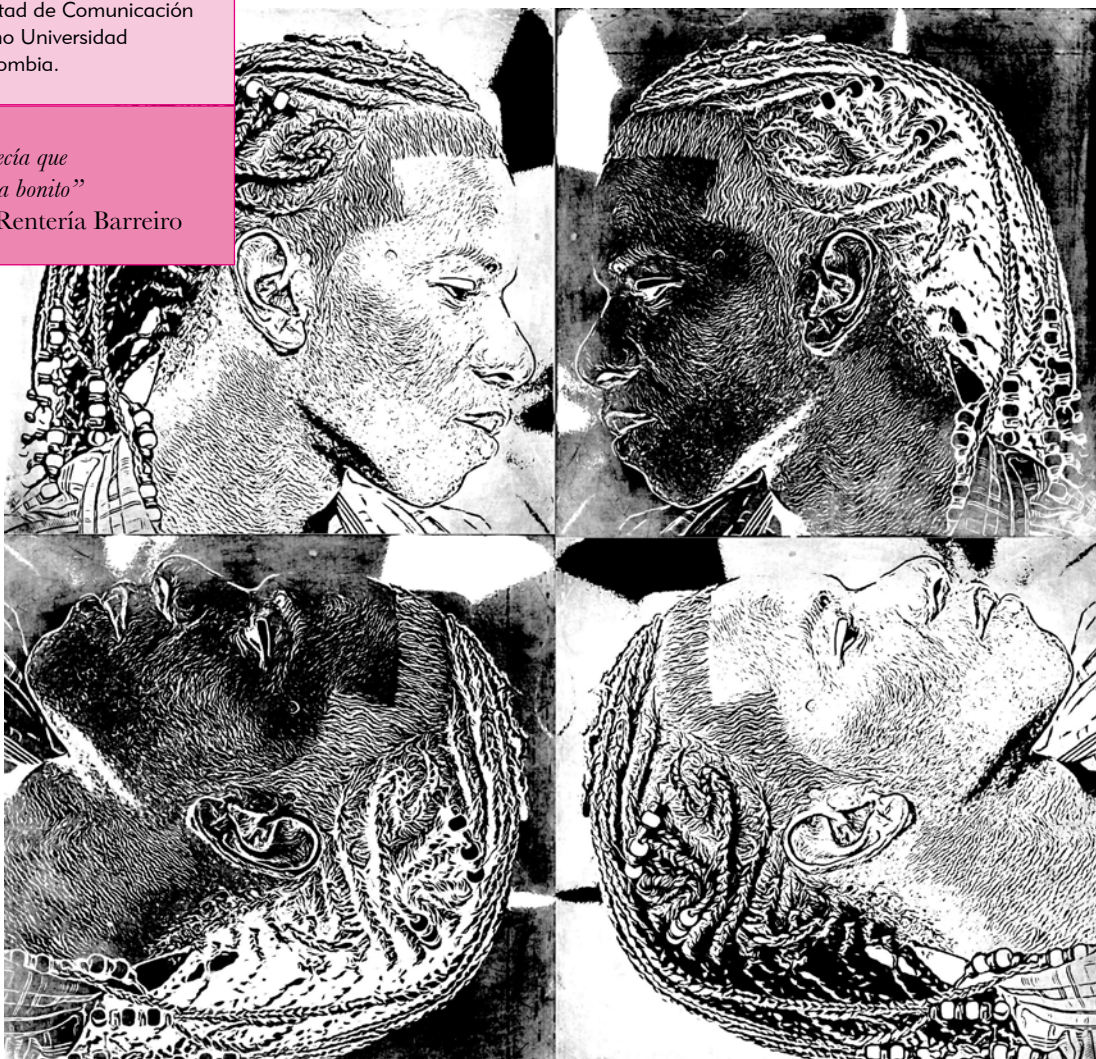 tad de Comunicación
no Universidad
ombia.
ecía que
a bonito”
Rentería Barreiro